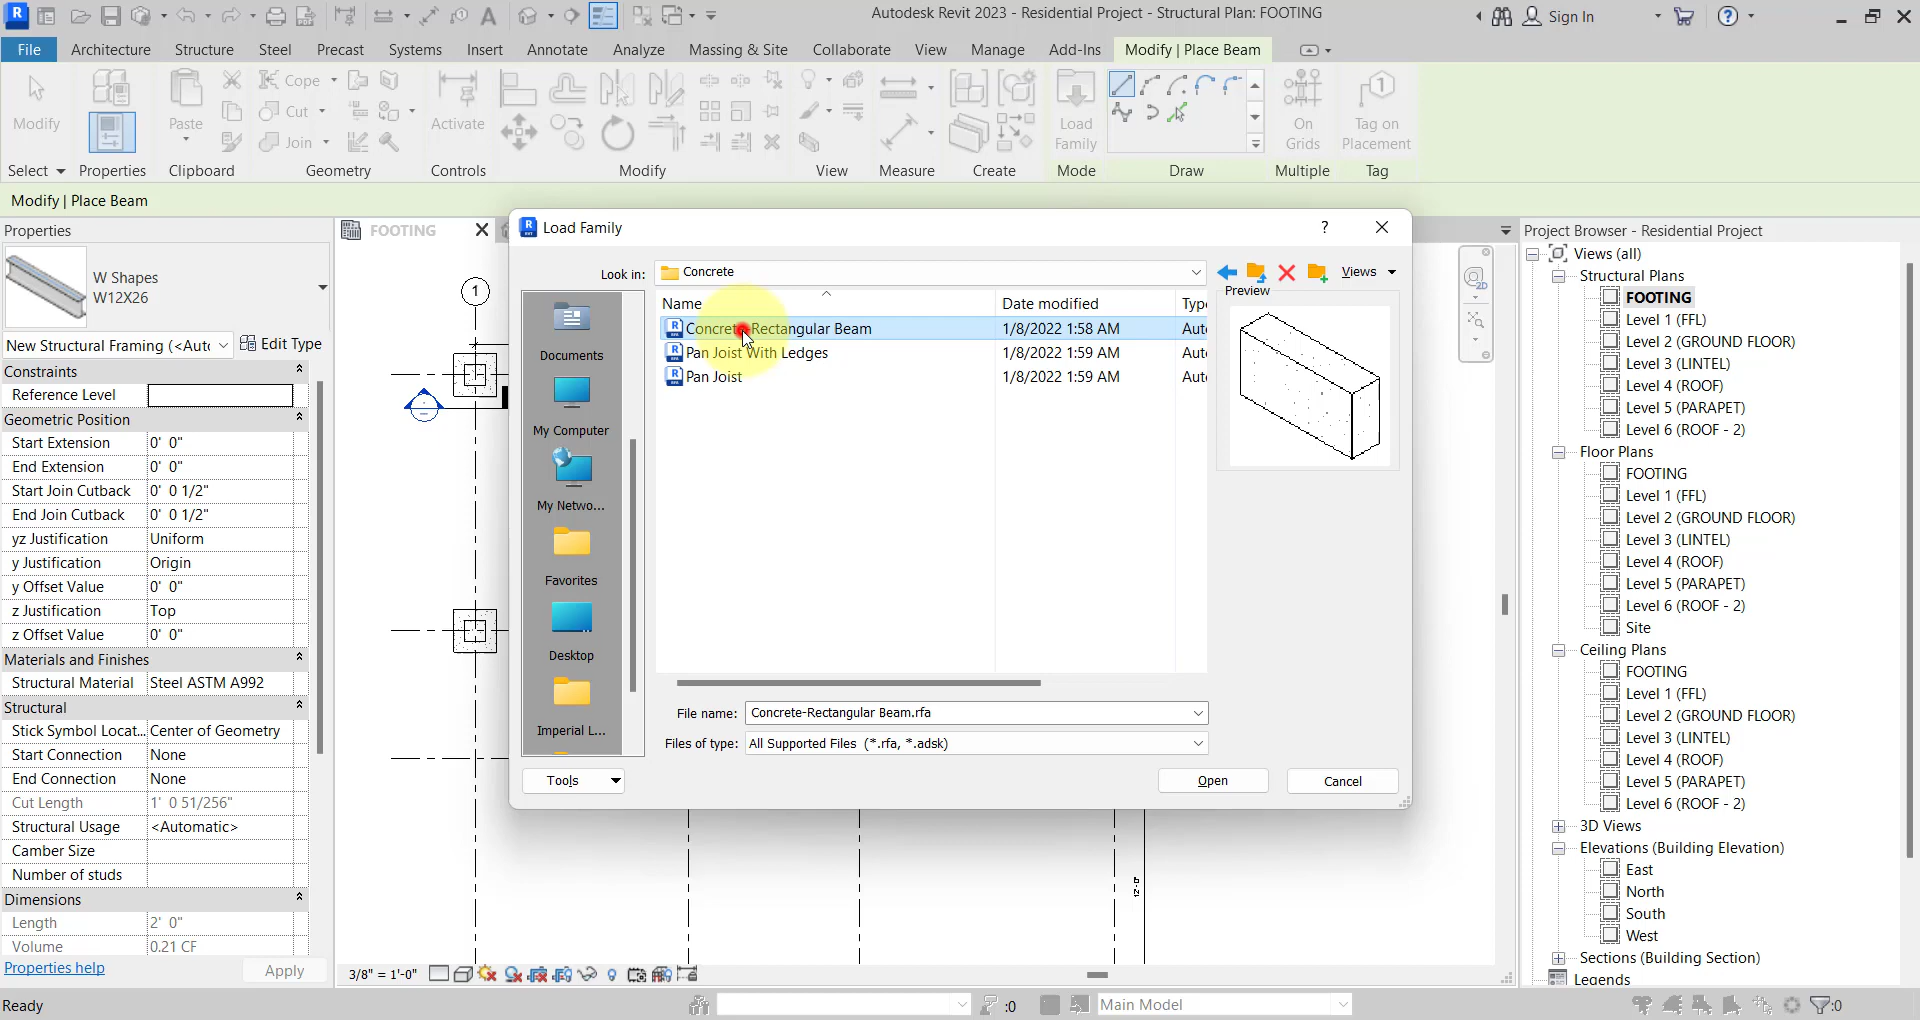 Autodesk Revit 2023 - Residential Project - Structural Plan: FOOTING
Sign In
File Architecture Structure Steel Precast Systems Insert Annotate Analyze Massing & Site Collaborate View Manage Add-Ins Modify | Place Beam
Modify
Paste
Cope
Cut
Join
Activate
Load Family
On Grids
Tag on Placement
Select Properties Clipboard Geometry Controls Modify View Measure Create Mode Draw Multiple Tag
Modify | Place Beam
Properties
W Shapes
W12X26
New Structural Framing (<Autc
Edit Type
Constraints
Reference Level
Geometric Position
Start Extension 0' 0"
End Extension 0' 0"
Start Join Cutback 0' 0 1/2"
End Join Cutback 0' 0 1/2"
yz Justification Uniform
y Justification Origin
y Offset Value 0' 0"
z Justification Top
z Offset Value 0' 0"
Materials and Finishes
Structural Material Steel ASTM A992
Structural
Stick Symbol Locat... Center of Geometry
Start Connection None
End Connection None
Cut Length 1' 0 51/256"
Structural Usage <Automatic>
Camber Size
Number of studs
Dimensions
Length 2' 0"
Volume 0.21 CF
Properties help
Apply
Ready
FOOTING
1
Load Family
?
Look in: Concrete
Views
Preview
Name Date modified Type
Concrete-Rectangular Beam 1/8/2022 1:58 AM Aut
Pan Joist With Ledges 1/8/2022 1:59 AM Aut
Pan Joist 1/8/2022 1:59 AM Aut
Documents
My Computer
My Netwo...
Favorites
Desktop
Imperial L...
File name: Concrete-Rectangular Beam.rfa
Files of type: All Supported Files (*.rfa, *.adsk)
Tools
Open
Cancel
12'-0"
3/8" = 1'-0"
:0
Main Model
:0
2D
Project Browser - Residential Project
Views (all)
Structural Plans
FOOTING
Level 1 (FFL)
Level 2 (GROUND FLOOR)
Level 3 (LINTEL)
Level 4 (ROOF)
Level 5 (PARAPET)
Level 6 (ROOF - 2)
Floor Plans
FOOTING
Level 1 (FFL)
Level 2 (GROUND FLOOR)
Level 3 (LINTEL)
Level 4 (ROOF)
Level 5 (PARAPET)
Level 6 (ROOF - 2)
Site
Ceiling Plans
FOOTING
Level 1 (FFL)
Level 2 (GROUND FLOOR)
Level 3 (LINTEL)
Level 4 (ROOF)
Level 5 (PARAPET)
Level 6 (ROOF - 2)
3D Views
Elevations (Building Elevation)
East
North
South
West
Sections (Building Section)
Legends